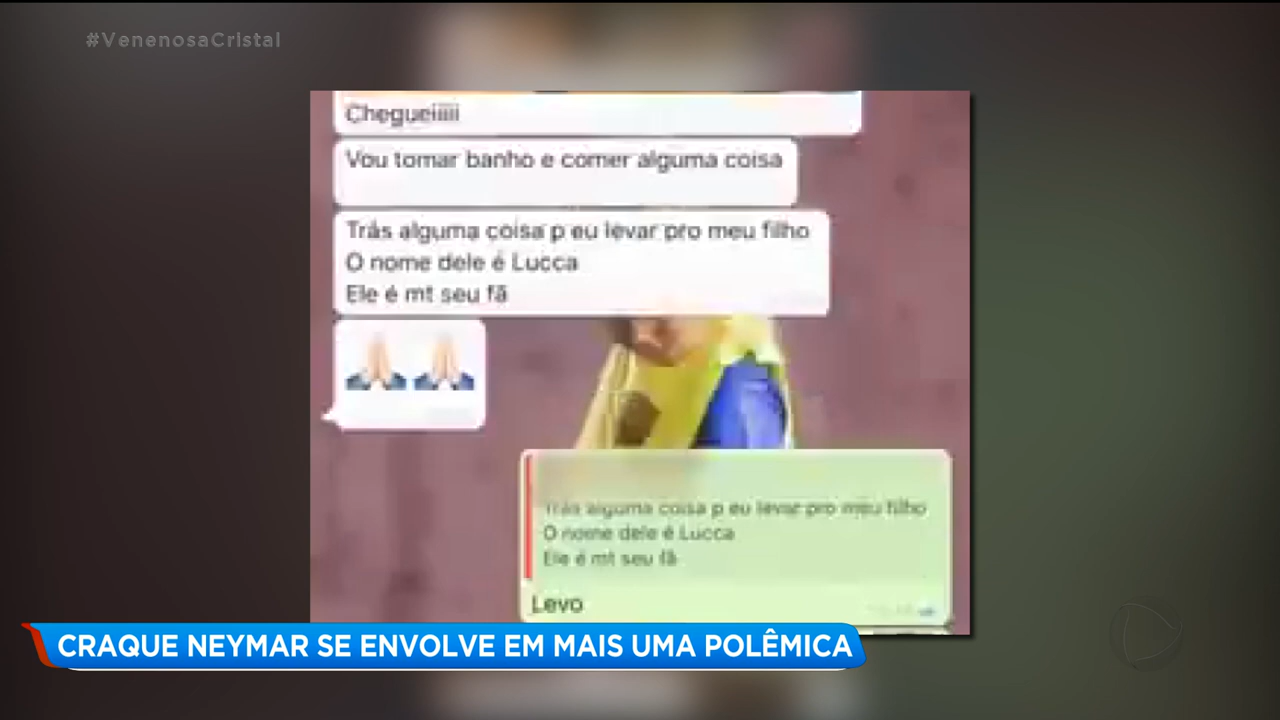 #VenenosaCristal
Chegueiiiii
Vou tomar banho e comer alguma coisa
Trás alguma coisa p eu levar pro meu filho
O nome dele é Lucca
Ele é mt seu fã
🙏🏻🙏🏻
Trás alguma coisa p eu levar pro meu filho
O nome dele é Lucca
Ele é mt seu fã
Levo
CRAQUE NEYMAR SE ENVOLVE EM MAIS UMA POLÊMICA